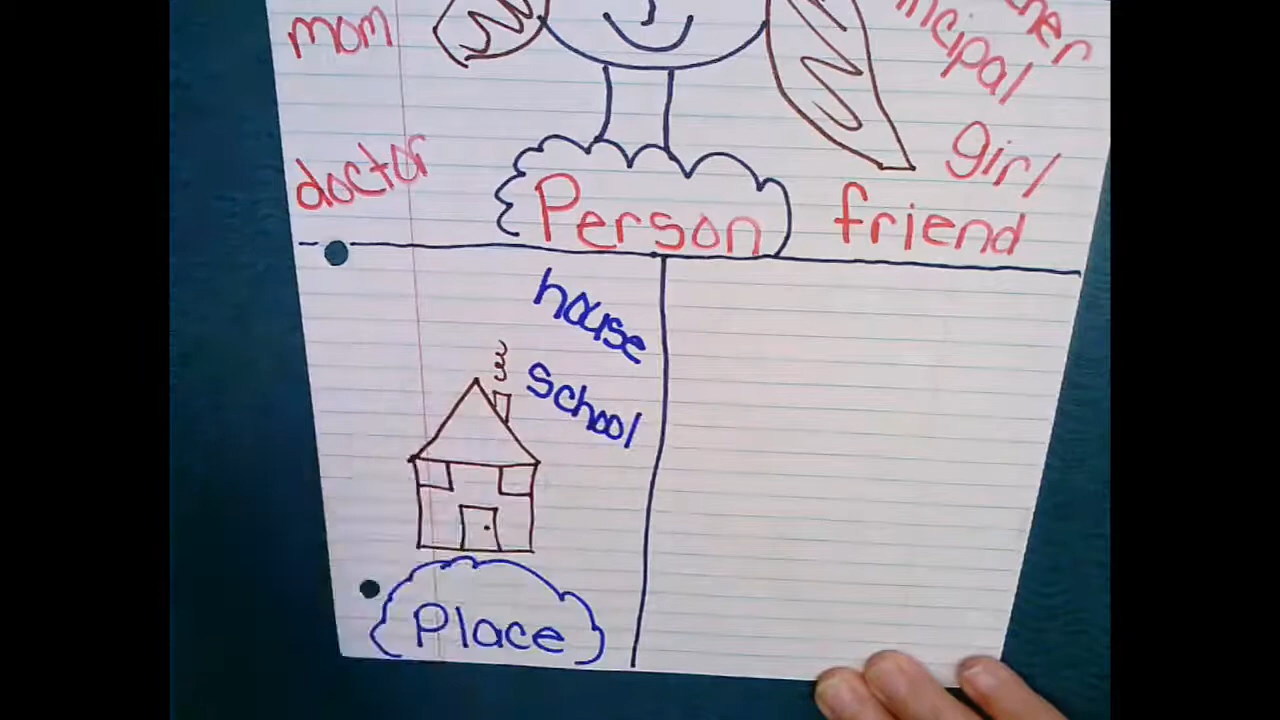 mom
doctor
Person
girl
friend
house
school
Place